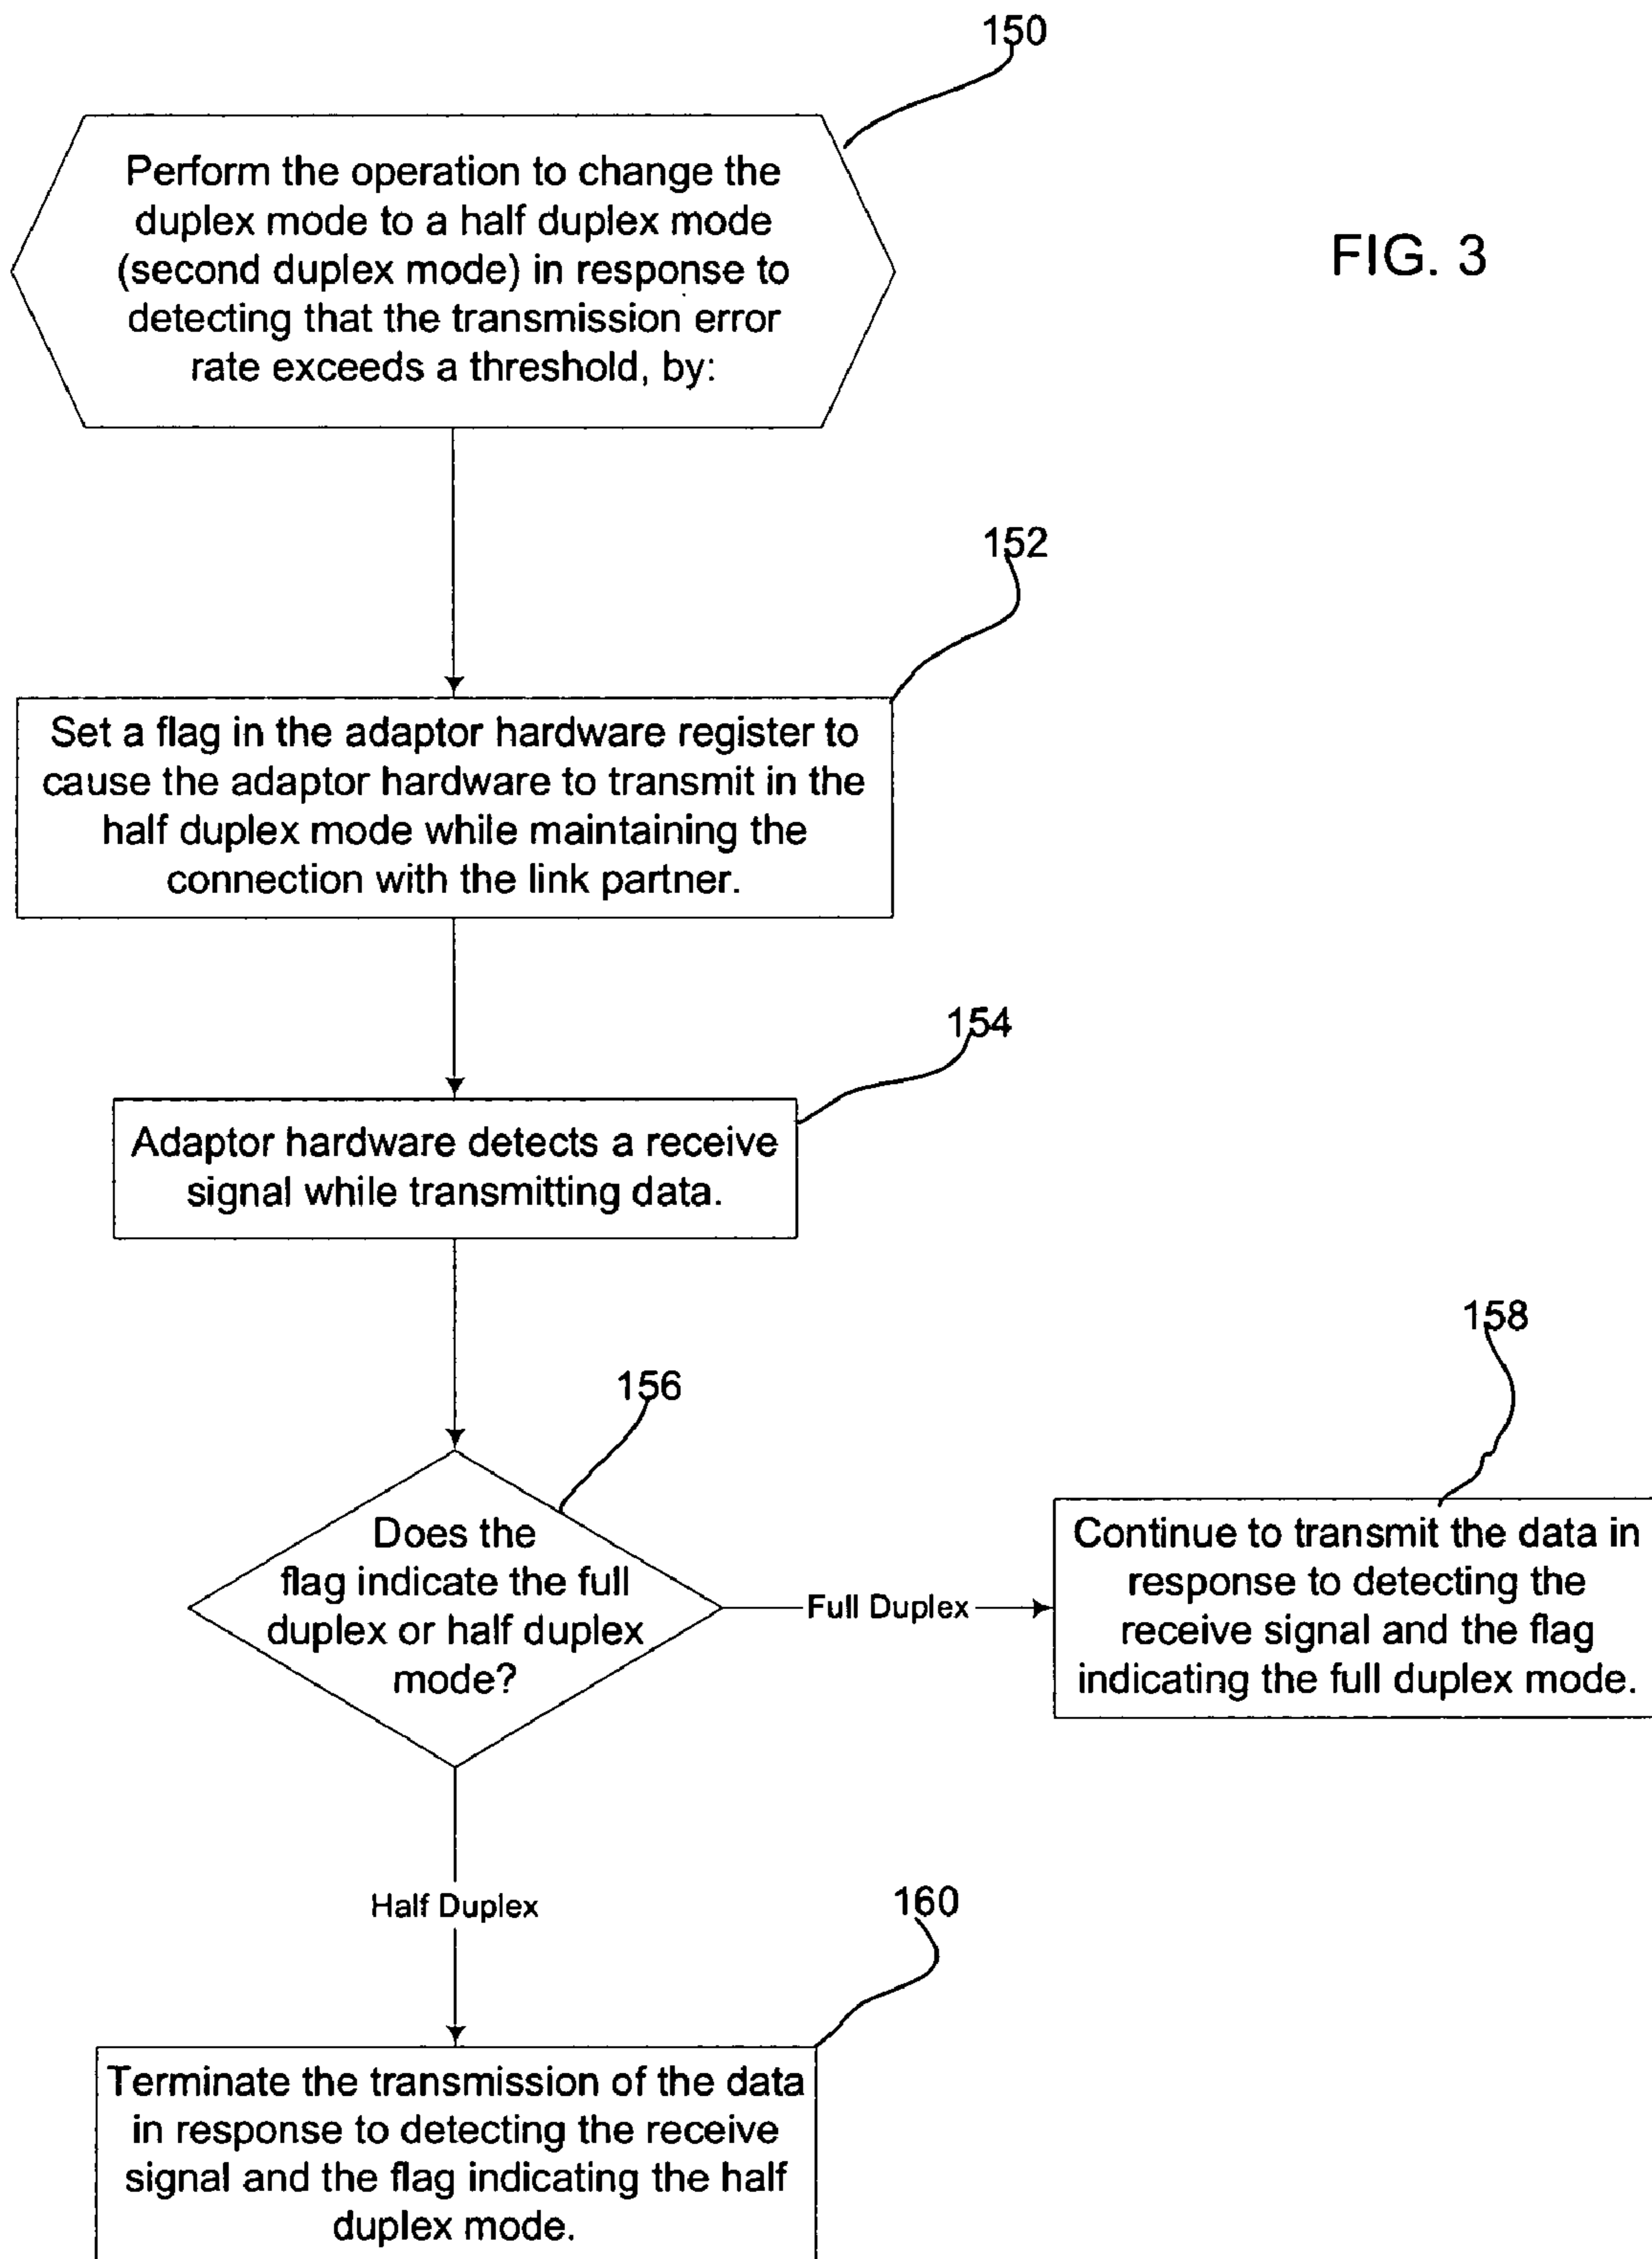 150
Perform the operation to change the
duplex mode to a half duplex mode
(second duplex mode) in response to
detecting that the transmission error
rate exceeds a threshold, by:
FIG. 3
152
Set a flag in the adaptor hardware register to
cause the adaptor hardware to transmit in the
half duplex mode while maintaining the
connection with the link partner.
154
Adaptor hardware detects a receive
signal while transmitting data.
156
Does the
flag indicate the full
duplex or half duplex
mode?
Full Duplex
158
Continue to transmit the data in
response to detecting the
receive signal and the flag
indicating the full duplex mode.
Half Duplex
160
Terminate the transmission of the data
in response to detecting the receive
signal and the flag indicating the half
duplex mode.